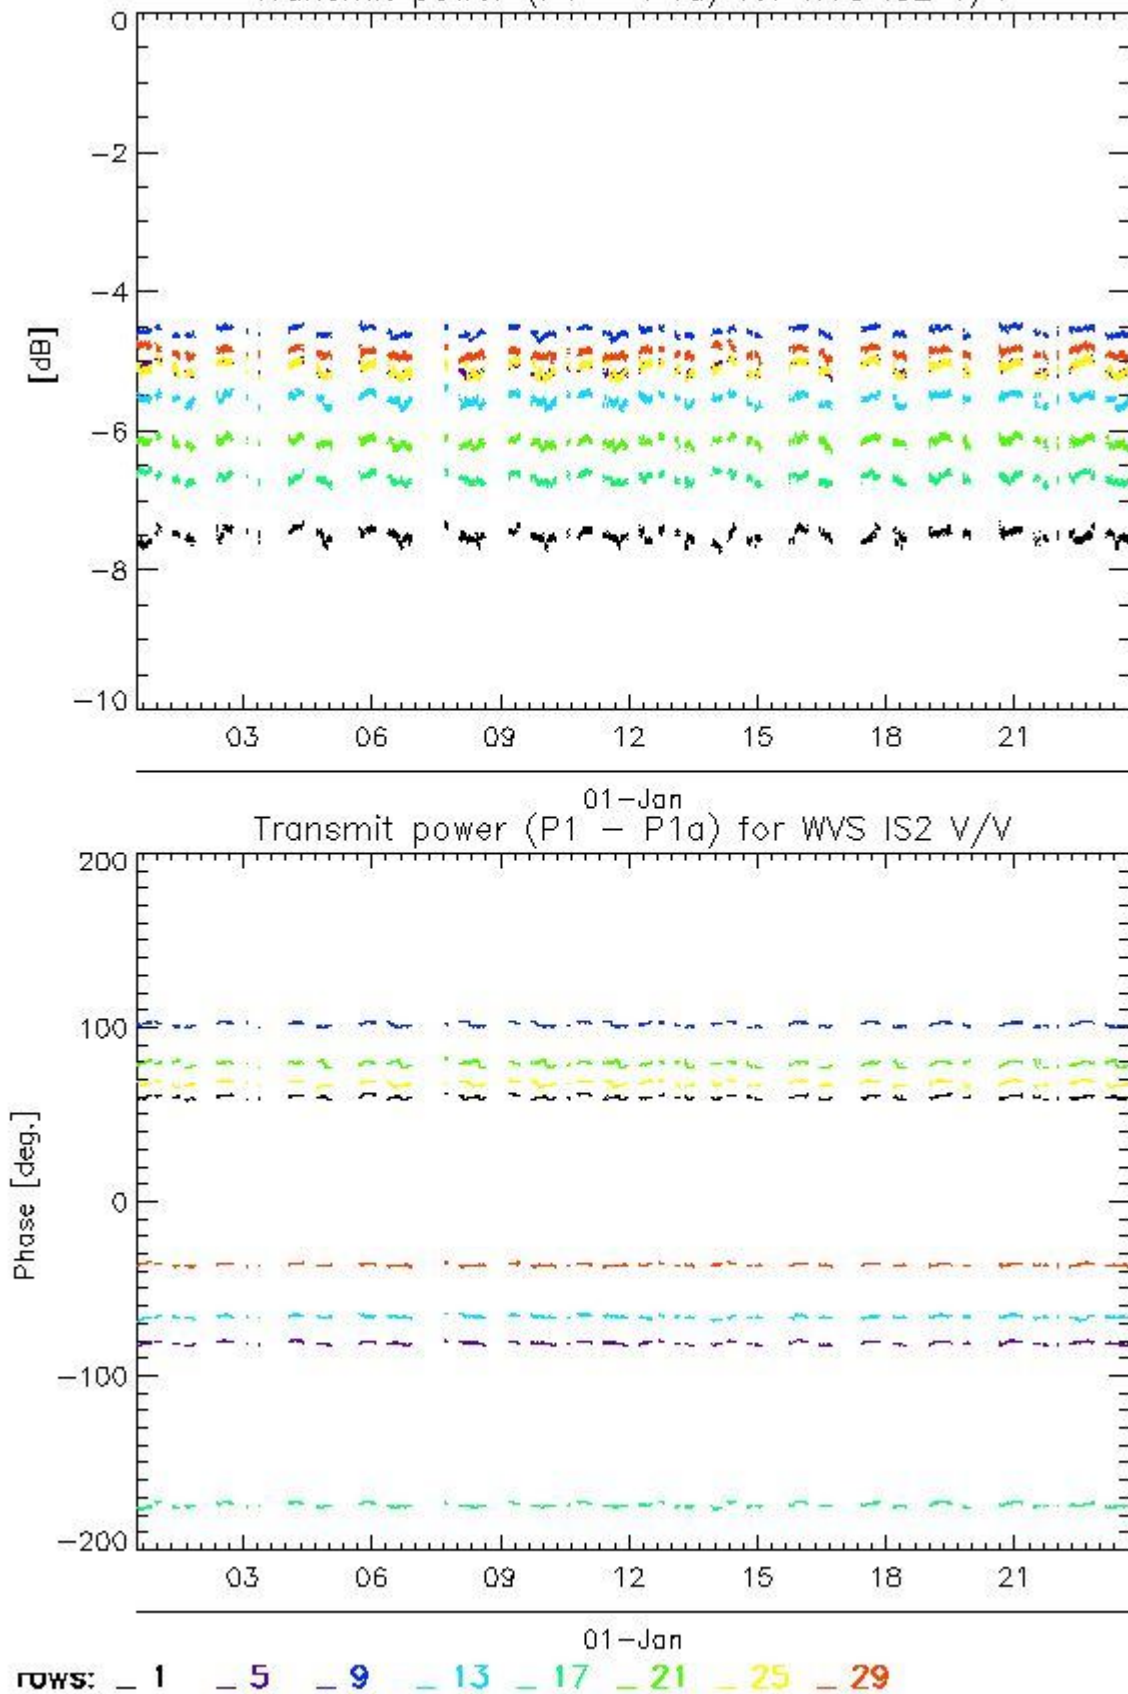 0
−2
−4
[dB]
−6
−8
−10
03 06 09 12 15 18 21
01−Jan
Transmit power (P1 − P1a) for WVS IS2 V/V
200
100
0
Phase [deg.]
−100
−200
03 06 09 12 15 18 21
01−Jan
rows: _ 1 _ 5 _ 9 _ 13 _ 17 _ 21 _ 25 _ 29